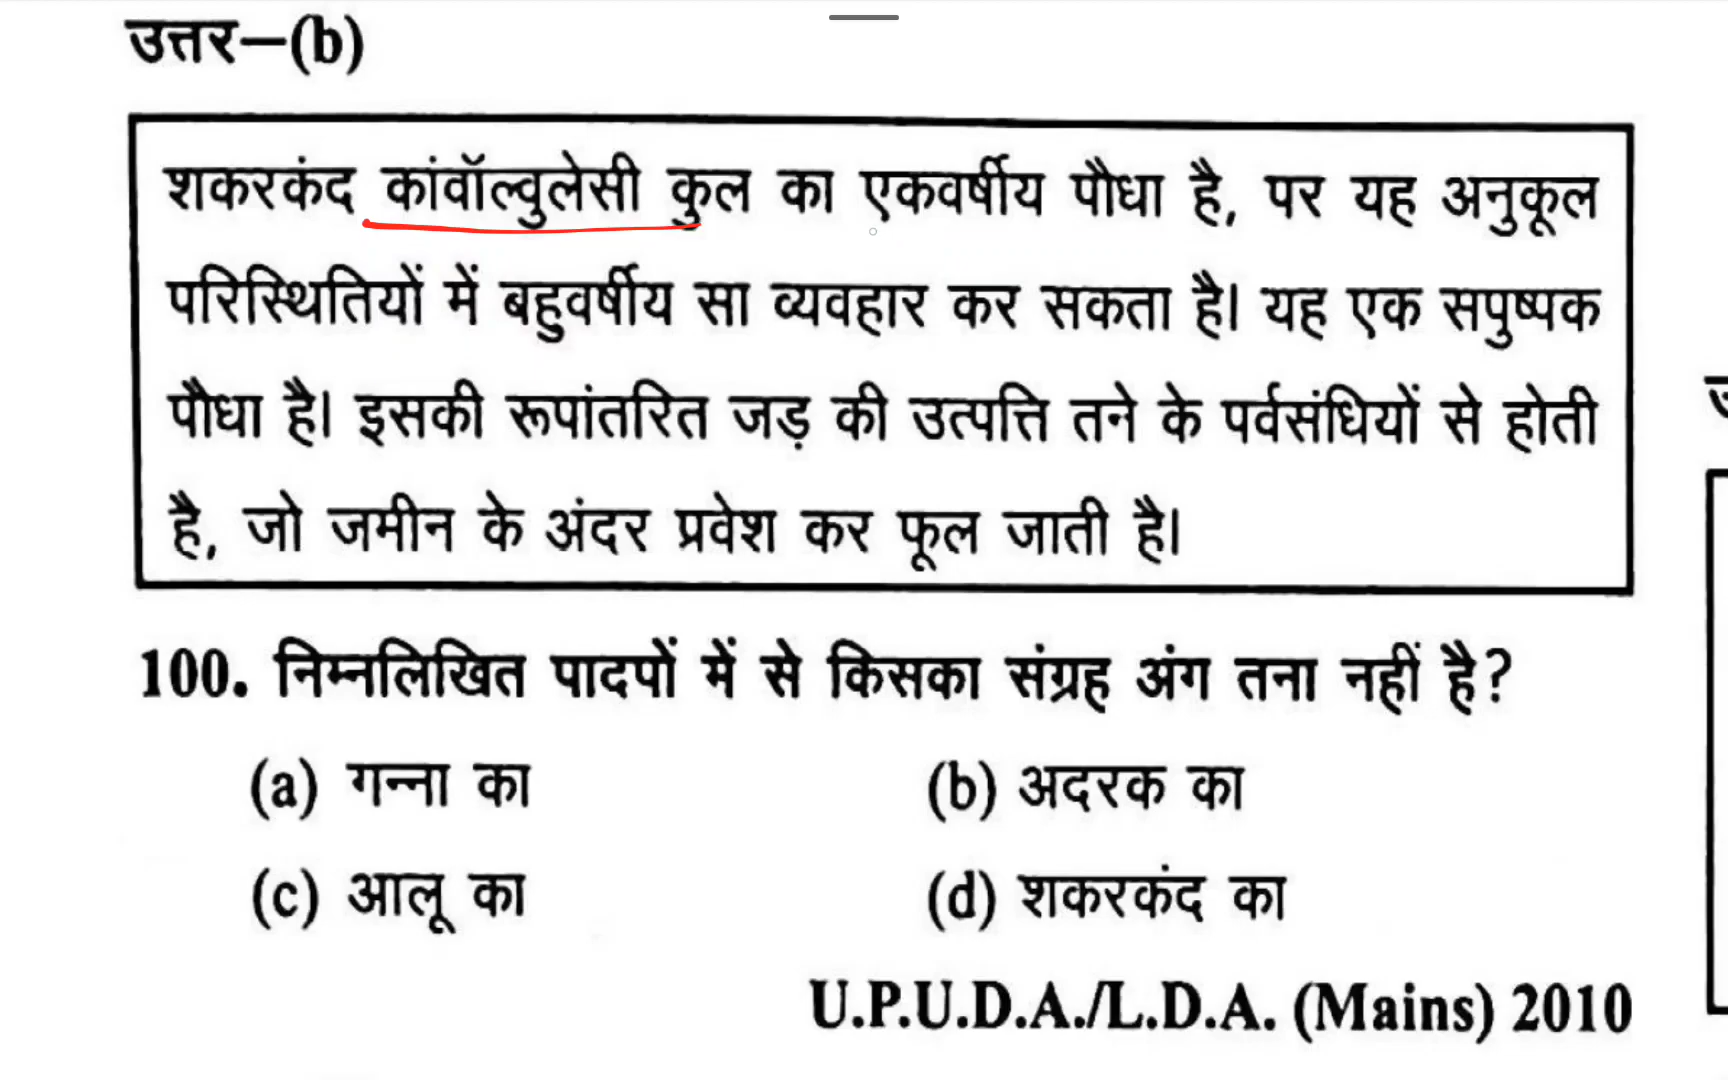 उत्तर–(b)
शकरकंद कांवॉल्वुलेसी कुल का एकवर्षीय पौधा है, पर यह अनुकूल
परिस्थितियों में बहुवर्षीय सा व्यवहार कर सकता है। यह एक सपुष्पक
पौधा है। इसकी रूपांतरित जड़ की उत्पत्ति तने के पर्वसंधियों से होती
है, जो जमीन के अंदर प्रवेश कर फूल जाती है।
100. निम्नलिखित पादपों में से किसका संग्रह अंग तना नहीं है?
(a) गन्ना का (b) अदरक का
(c) आलू का (d) शकरकंद का
U.P.U.D.A./L.D.A. (Mains) 2010